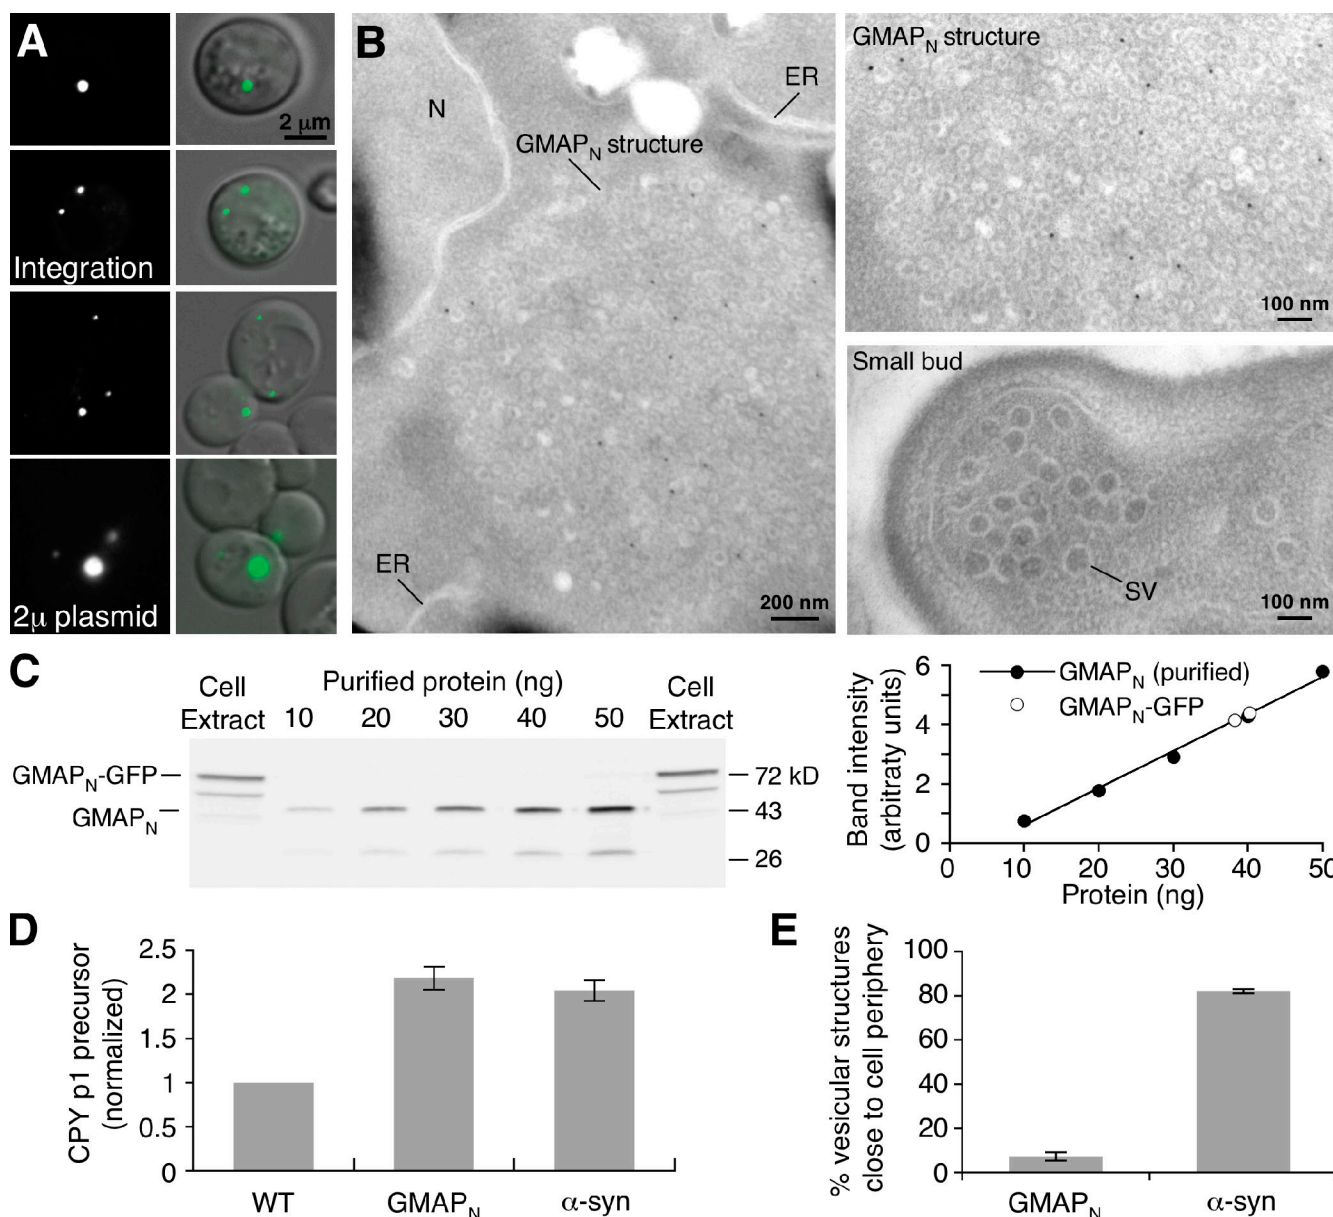 A
2 μm
Integration
2μ plasmid
B
N
ER
GMAPN structure
ER
200 nm
GMAPN structure
100 nm
Small bud
SV
100 nm
C
Cell
Extract
Purified protein (ng)
10 20 30 40 50
Cell
Extract
GMAPN-GFP
GMAPN
72 kD
43
26
Band intensity
(arbitraty units)
6
4
2
0
GMAPN (purified)
GMAPN-GFP
0 10 20 30 40 50
Protein (ng)
D
CPY p1 precursor
(normalized)
2.5
2
1.5
1
0.5
0
WT GMAPN α-syn
E
% vesicular structures
close to cell periphery
100
80
60
40
20
0
GMAPN α-syn